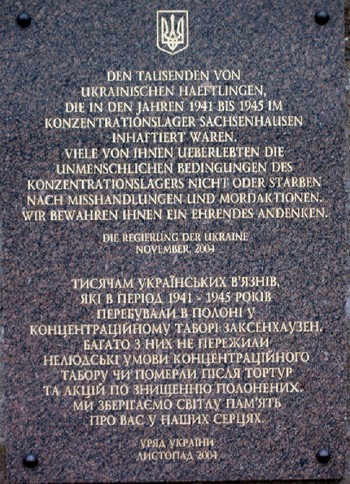 DEN TAUSENDEN VON
UKRAINISCHEN HAEFTLINGEN,
DIE IN DEN JAHREN 1941 BIS 1945 IM
KONZENTRATIONSLAGER SACHSENHAUSEN
INHAFTIERT WAREN.
VIELE VON IHNEN UEBERLEBTEN DIE
UNMENSCHLICHEN BEDINGUNGEN DES
KONZENTRATIONSLAGERS NICHT ODER STARBEN
NACH MISSHANDLUNGEN UND MORDAKTIONEN.
WIR BEWAHREN IHNEN EIN EHRENDES ANDENKEN.
DIE REGIERUNG DER UKRAINE
NOVEMBER, 2004
ТИСЯЧАМ УКРАЇНСЬКИХ В'ЯЗНІВ,
ЯКІ В ПЕРІОД 1941 - 1945 РОКІВ
ПЕРЕБУВАЛИ В ПОЛОНІ У
КОНЦЕНТРАЦІЙНОМУ ТАБОРІ ЗАКСЕНХАУЗЕН.
БАГАТО З НИХ НЕ ПЕРЕЖИЛИ
НЕЛЮДСЬКІ УМОВИ КОНЦЕНТРАЦІЙНОГО
ТАБОРУ ЧИ ПОМЕРЛИ ПІСЛЯ ТОРТУР
ТА АКЦІЙ ПО ЗНИЩЕННЮ ПОЛОНЕНИХ.
МИ ЗБЕРІГАЄМО СВІТЛУ ПАМ'ЯТЬ
ПРО ВАС У НАШИХ СЕРЦЯХ.
УРЯД УКРАЇНИ
ЛИСТОПАД 2004